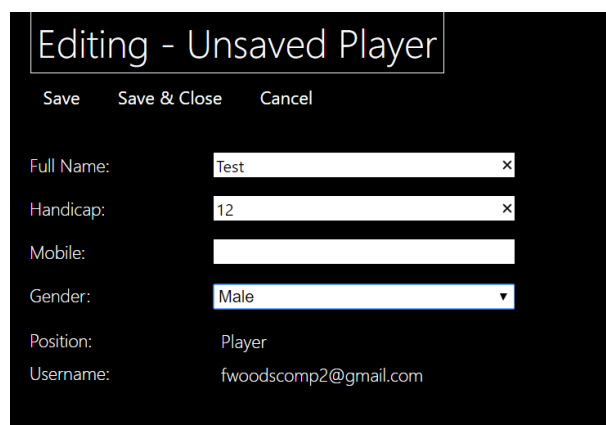 Editing - Unsaved Player
Save Save & Close Cancel
Full Name: Test
Handicap: 12
Mobile:
Gender: Male
Position: Player
Username: fwoodscomp2@gmail.com